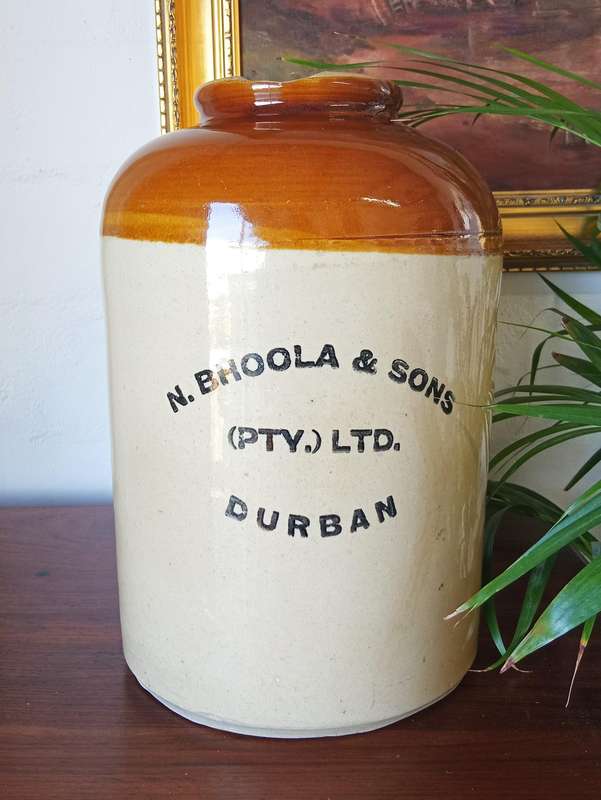 N. BHOOLA & SONS
(PTY.) LTD.
DURBAN